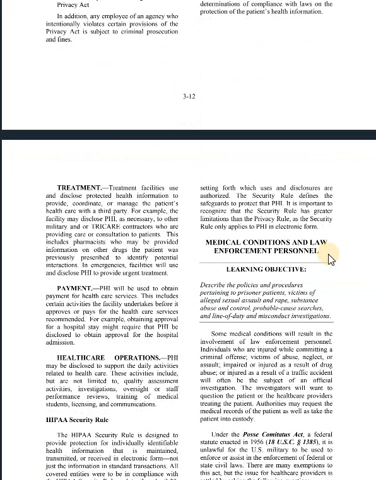 Privacy Act
In addition, any employee of an agency who
intentionally violates certain provisions of the
Privacy Act is subject to criminal prosecution
and fines.
determinations of compliance with laws on the
protection of the patient's health information.
3-12
TREATMENT.—Treatment facilities use
and disclose protected health information to
provide, coordinate, or manage the patient's
health care with a third party. For example, the
facility may disclose PHI, as necessary, to other
military and or TRICARE contractors who are
providing care or consultation to patients. This
includes pharmacists who may be provided
information on other drugs the patient was
previously prescribed to identify potential
interactions. In emergencies, facilities will use
and disclose PHI to provide urgent treatment.
PAYMENT.—PHI will be used to obtain
payment for health care services. This includes
certain activities the facility undertakes before it
approves or pays for the health care services
recommended. For example, obtaining approval
for a hospital stay might require that PHI be
disclosed to obtain approval for the hospital
admission.
HEALTHCARE OPERATIONS.—PHI
may be disclosed to support the daily activities
related to health care. These activities include,
but are not limited to, quality assessment
activities, investigations, oversight or staff
performance reviews, training of medical
students, licensing, and communications.
HIPAA Security Rule
The HIPAA Security Rule is designed to
provide protection for individually identifiable
health information that is maintained,
transmitted, or received in electronic form—not
just the information in standard transactions. All
covered entities were to be in compliance with
setting forth which uses and disclosures are
authorized. The Security Rule defines the
safeguards to protect that PHI. It is important to
recognize that the Security Rule has greater
limitations than the Privacy Rule, as the Security
Rule only applies to PHI in electronic form.
MEDICAL CONDITIONS AND LAW
ENFORCEMENT PERSONNEL
LEARNING OBJECTIVE:
Describe the policies and procedures
pertaining to prisoner patients, victims of
alleged sexual assault and rape, substance
abuse and control, probable-cause searches,
and line-of-duty and misconduct investigations.
Some medical conditions will result in the
involvement of law enforcement personnel.
Individuals who are injured while committing a
criminal offense; victims of abuse, neglect, or
assault; impaired or injured as a result of drug
abuse; or injured as a result of a traffic accident
will often be the subject of an official
investigation. The investigators will want to
question the patient or the healthcare providers
treating the patient. Authorities may request the
medical records of the patient as well as take the
patient into custody.
Under the Posse Comitatus Act, a federal
statute enacted in 1956 (18 U.S.C. § 1385), it is
unlawful for the U.S. military to be used to
enforce or assist in the enforcement of federal or
state civil laws. There are many exemptions to
this act, but the issue for healthcare providers is